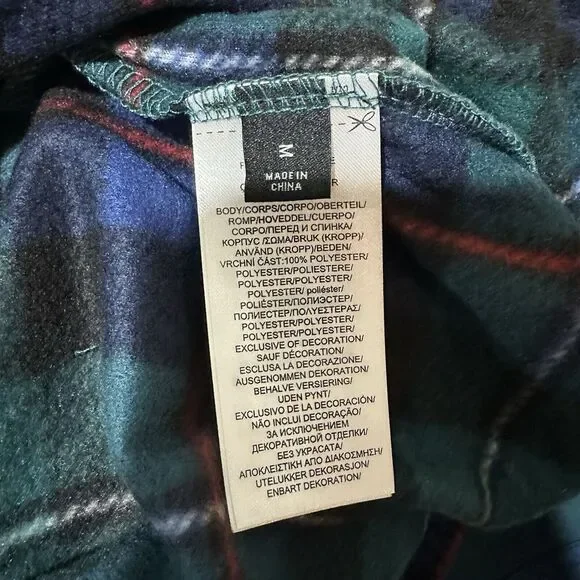 M
MADE IN
CHINA
BODY/CORPS/CORPO/OBERTEIL/
ROMP/HOVEDDEL/CUERPO/
CORPO/ПЕРЕД И СПИНКА/
КОРПУС /ΣΩΜΑ/BRUK (KROPP)/
ANVÄND (KROPP)/BEDEN/
VRCHNÍ ČÁST:100% POLYESTER/
POLYESTER/POLIESTERE/
POLYESTER/POLYESTER/
POLYESTER/ poliéster/
POLIÉSTER/ПОЛИЭСТЕР/
ПОЛИЕСТЕР/ΠΟΛΥΕΣΤΕΡΑΣ/
POLYESTER/POLYESTER/
POLYESTER/POLYESTER/
EXCLUSIVE OF DECORATION/
SAUF DÉCORATION/
ESCLUSA LA DECORAZIONE/
AUSGENOMMEN DEKORATION/
BEHALVE VERSIERING/
UDEN PYNT/
EXCLUSIVO DE LA DECORACIÓN/
NÃO INCLUI DECORAÇÃO/
ЗА ИСКЛЮЧЕНИЕМ
ДЕКОРАТИВНОЙ ОТДЕЛКИ/
БЕЗ УКРАСАТА/
ΑΠΟΚΛΕΙΣΤΙΚΗ ΑΠΟ ΔΙΑΚΟΣΜΗΣΗ/
UTELUKKER DEKORASJON/
ENBART DEKORATION/